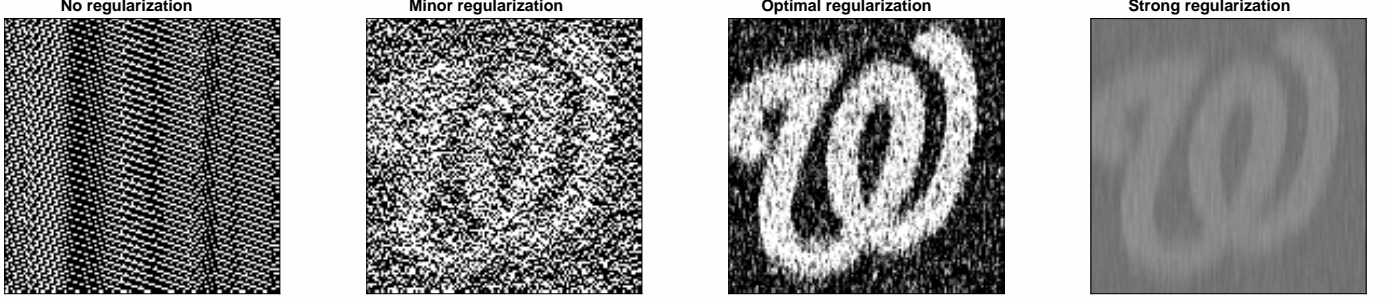 No regularization
Minor regularization
Optimal regularization
Strong regularization